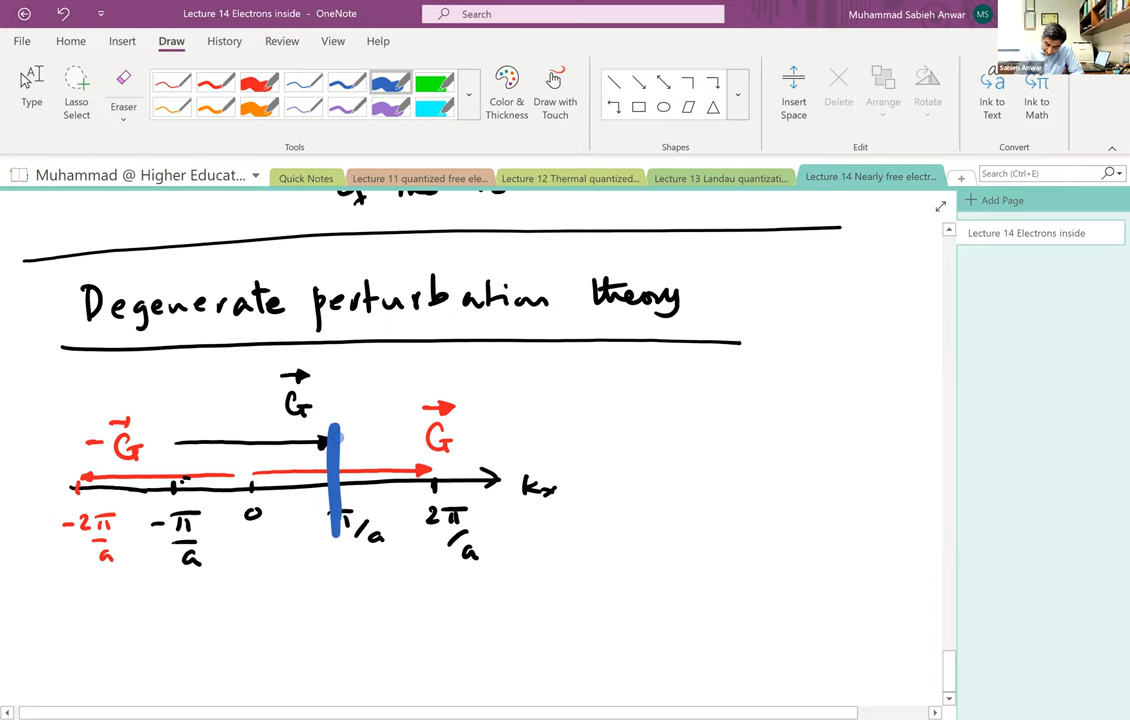 Lecture 14 Electrons inside - OneNote
Search
Muhammad Sabieh Anwar MS
Sabieh Anwar
File Home Insert Draw History Review View Help
Type
Lasso Select
Eraser
Color & Thickness
Draw with Touch
Insert Space
Delete
Arrange
Rotate
Ink to Text
Ink to Math
Tools
Shapes
Edit
Convert
Muhammad @ Higher Educat...
Quick Notes
Lecture 11 quantized free ele...
Lecture 12 Thermal quantized...
Lecture 13 Landau quantizati...
Lecture 14 Nearly free electr...
Search (Ctrl+E)
Add Page
Lecture 14 Electrons inside
Degenerate perturbation theory
G
-G
G
kx
-2π/a
-π/a
0
π/a
2π/a